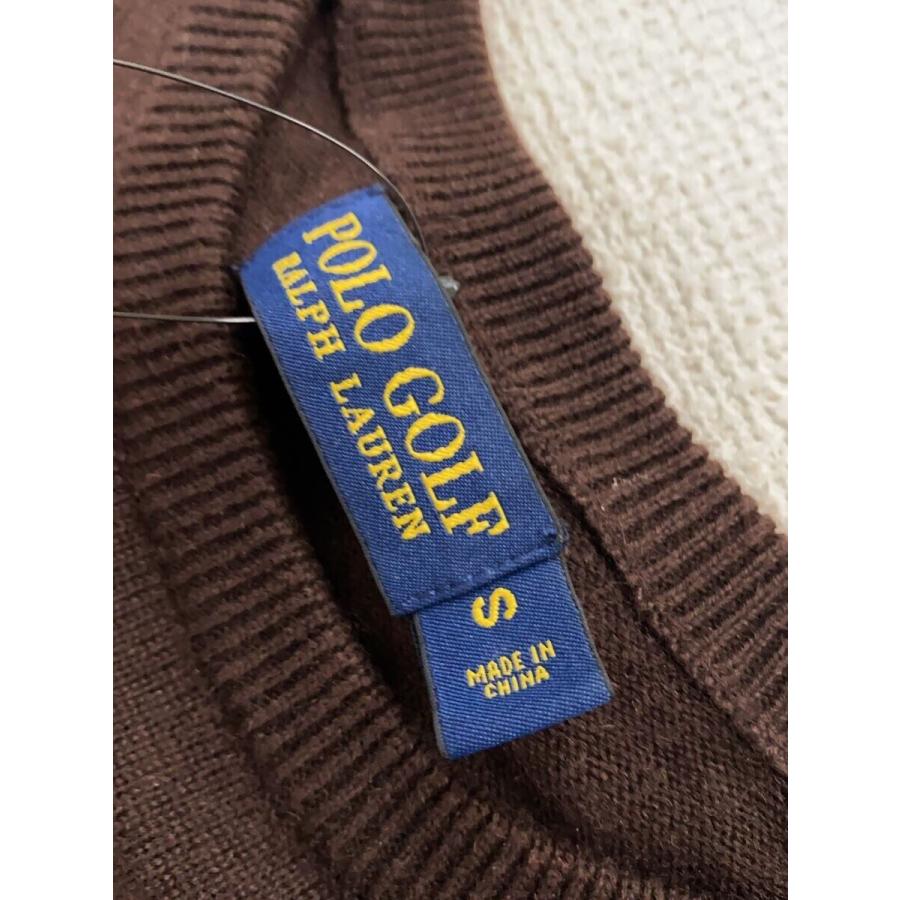 POLO GOLF
RALPH LAUREN
S
MADE IN
CHINA